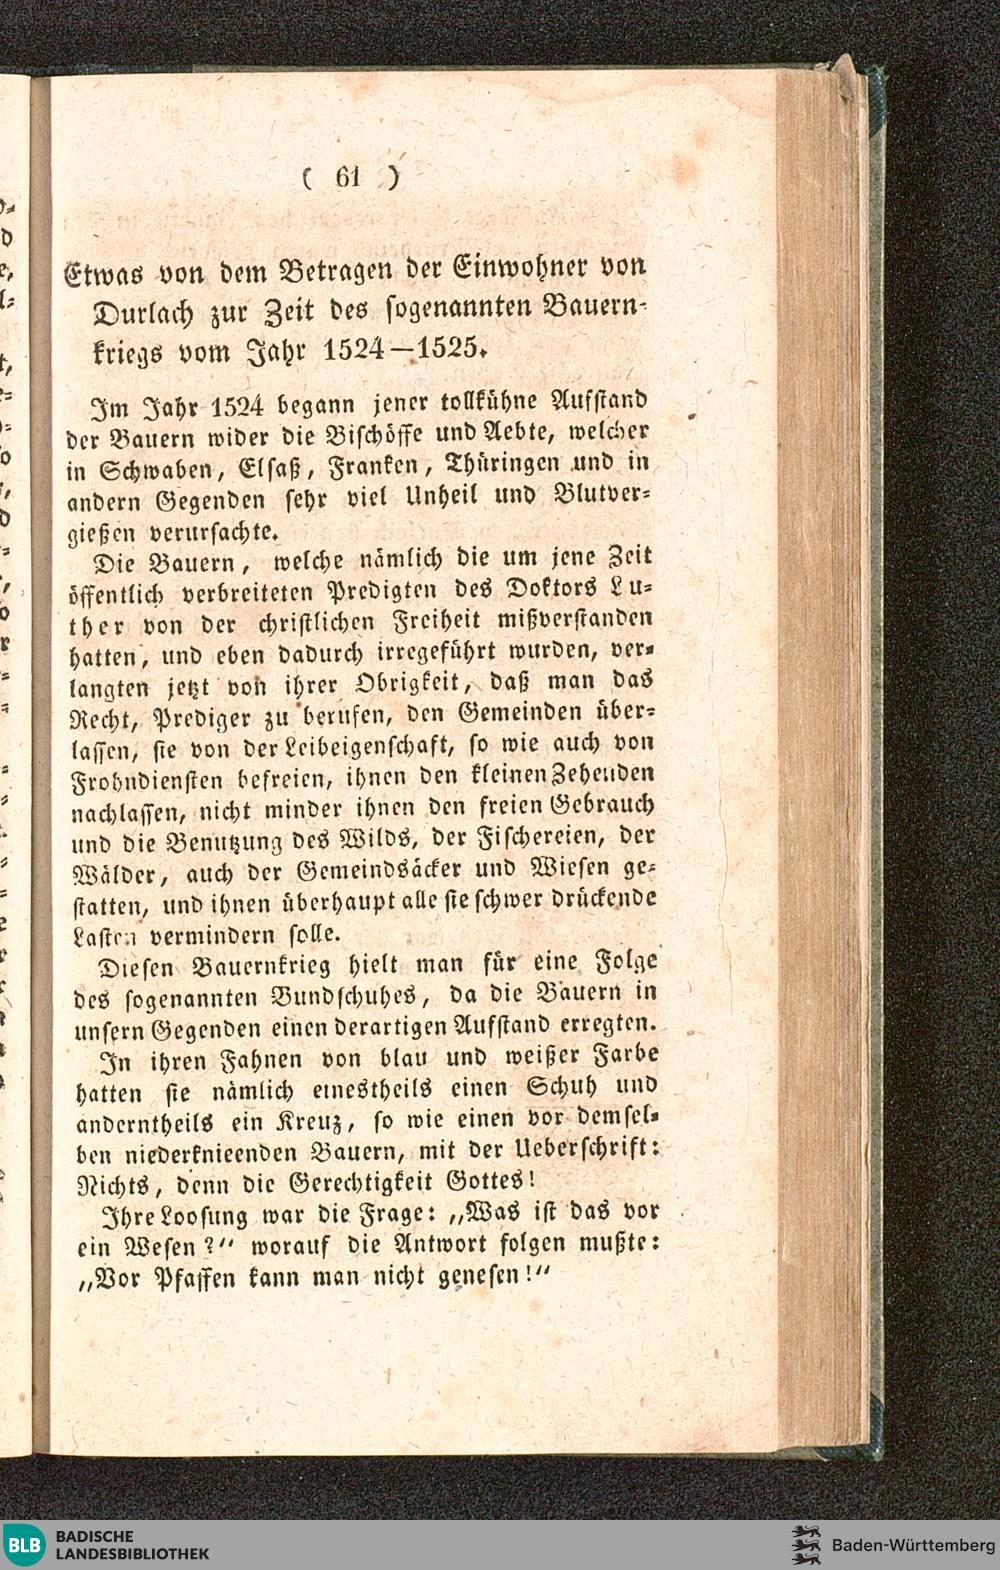 ( 61 )
Etwas von dem Betragen der Einwohner von
Durlach zur Zeit des sogenannten Bauern-
kriegs vom Jahr 1524—1525.
Im Jahr 1524 begann jener tollkühne Aufstand
der Bauern wider die Bischöffe und Aebte, welcher
in Schwaben, Elsaß, Franken, Thüringen und in
andern Gegenden sehr viel Unheil und Blutver-
gießen verursachte.
Die Bauern, welche nämlich die um jene Zeit
öffentlich verbreiteten Predigten des Doktors Lu-
ther von der christlichen Freiheit mißverstanden
hatten, und eben dadurch irregeführt wurden, ver-
langten jetzt von ihrer Obrigkeit, daß man das
Recht, Prediger zu berufen, den Gemeinden über-
lassen, sie von der Leibeigenschaft, so wie auch von
Frohndiensten befreien, ihnen den kleinen Zehenden
nachlassen, nicht minder ihnen den freien Gebrauch
und die Benutzung des Wilds, der Fischereien, der
Wälder, auch der Gemeindsäcker und Wiesen ge-
statten, und ihnen überhaupt alle sie schwer drückende
Lasten vermindern solle.
Diesen Bauernkrieg hielt man für eine Folge
des sogenannten Bundschuhes, da die Bauern in
unsern Gegenden einen derartigen Aufstand erregten.
In ihren Fahnen von blau und weißer Farbe
hatten sie nämlich einestheils einen Schuh und
anderntheils ein Kreuz, so wie einen vor demsel-
ben niederknieenden Bauern, mit der Ueberschrift:
Nichts, denn die Gerechtigkeit Gottes!
Ihre Loosung war die Frage: „Was ist das vor
ein Wesen?“ worauf die Antwort folgen mußte:
„Vor Pfaffen kann man nicht genesen!“
BLB BADISCHE
LANDESBIBLIOTHEK
Baden-Württemberg